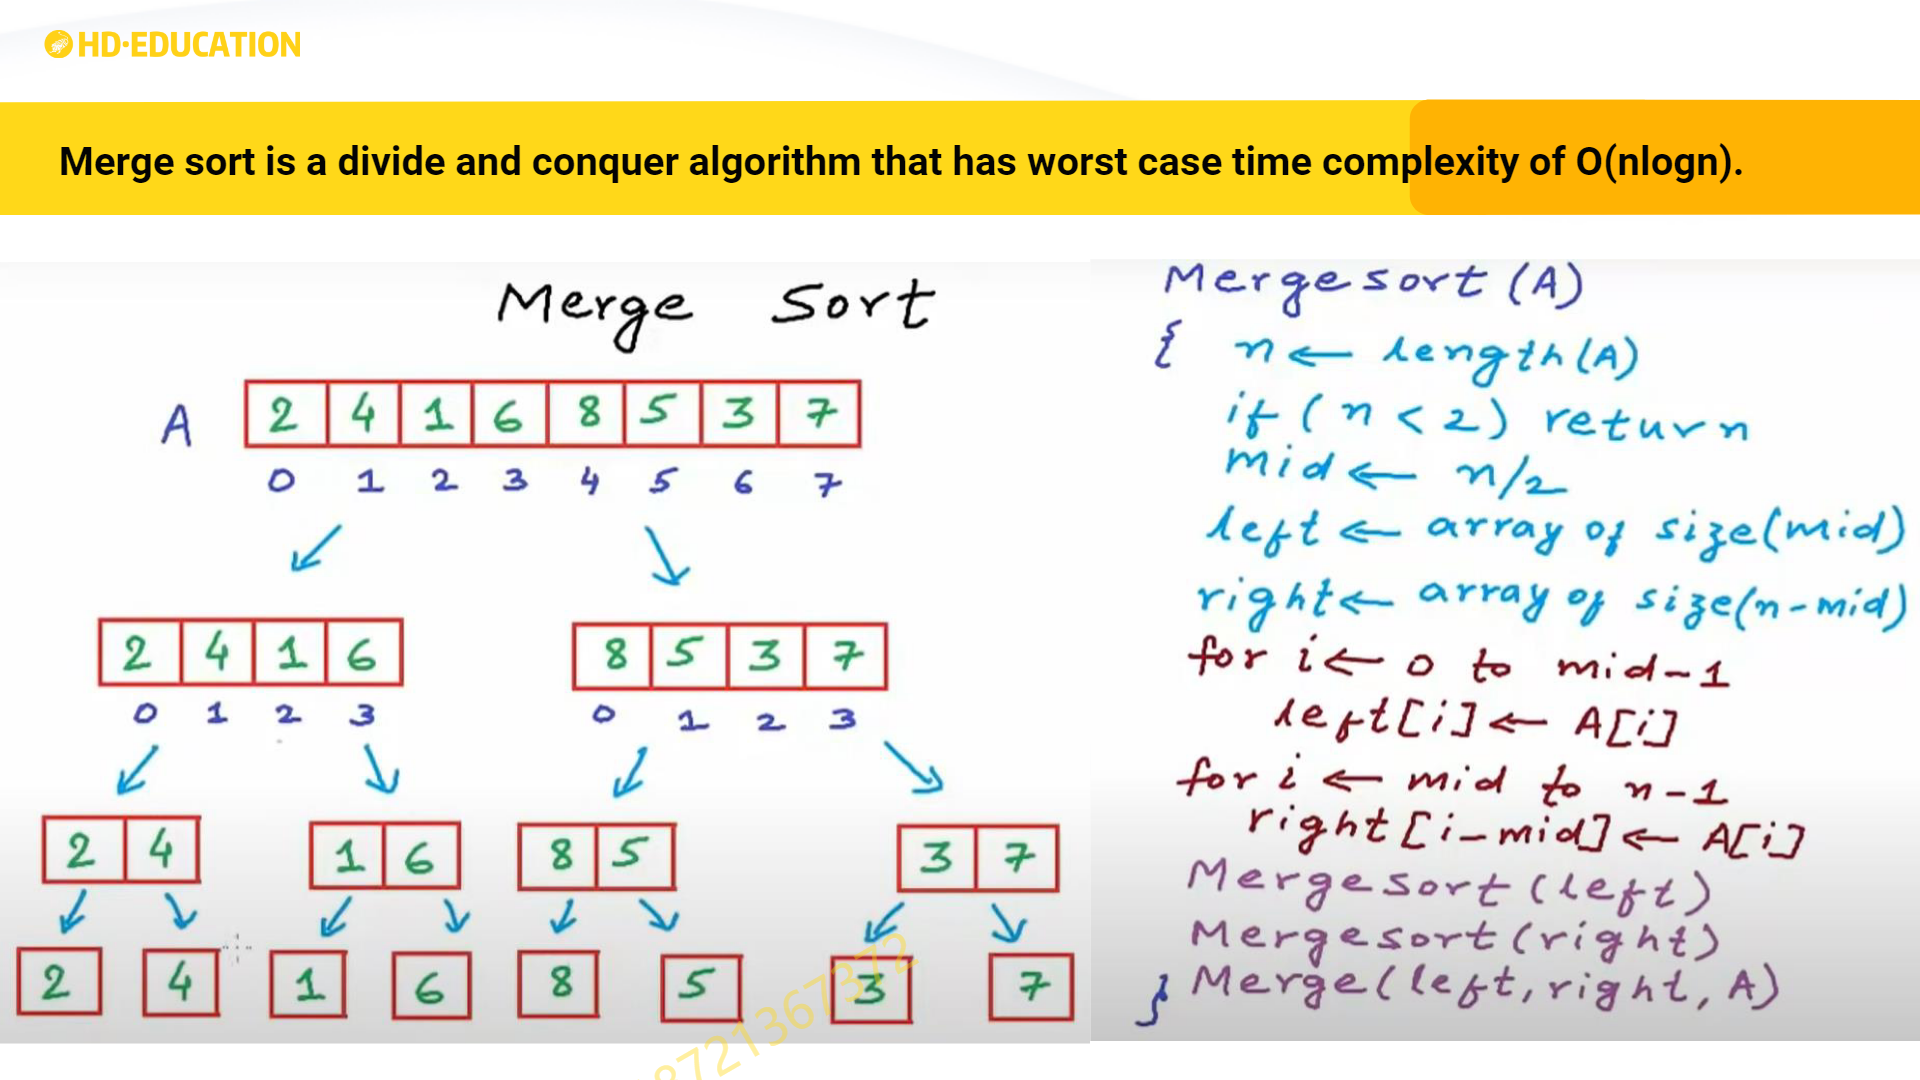 HD·EDUCATION
Merge sort is a divide and conquer algorithm that has worst case time complexity of O(nlogn).
Merge Sort
A 2 4 1 6 8 5 3 7
0 1 2 3 4 5 6 7
2 4 1 6 8 5 3 7
0 1 2 3 0 1 2 3
2 4 1 6 8 5 3 7
2 4 1 6 8 5 3 7
Mergesort (A)
{ n ← length(A)
if (n < 2) return
mid ← n/2
left ← array of size(mid)
right ← array of size(n-mid)
for i ← 0 to mid-1
left[i] ← A[i]
for i ← mid to n-1
right[i-mid] ← A[i]
Mergesort(left)
Mergesort(right)
} Merge(left, right, A)